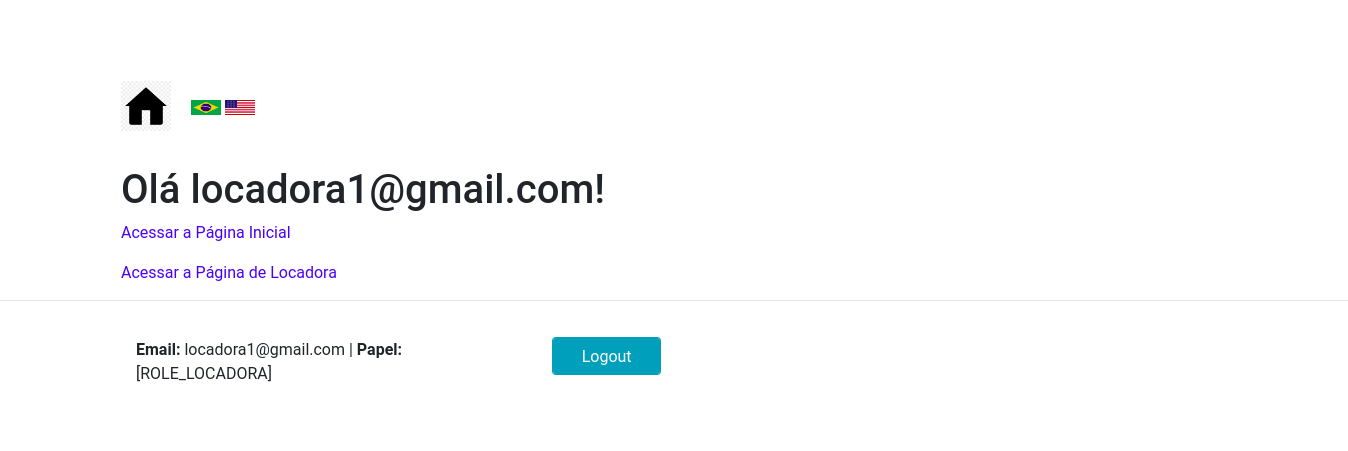 Olá locadora1@gmail.com!
Acessar a Página Inicial
Acessar a Página de Locadora
Email: locadora1@gmail.com | Papel:
[ROLE_LOCADORA]
Logout